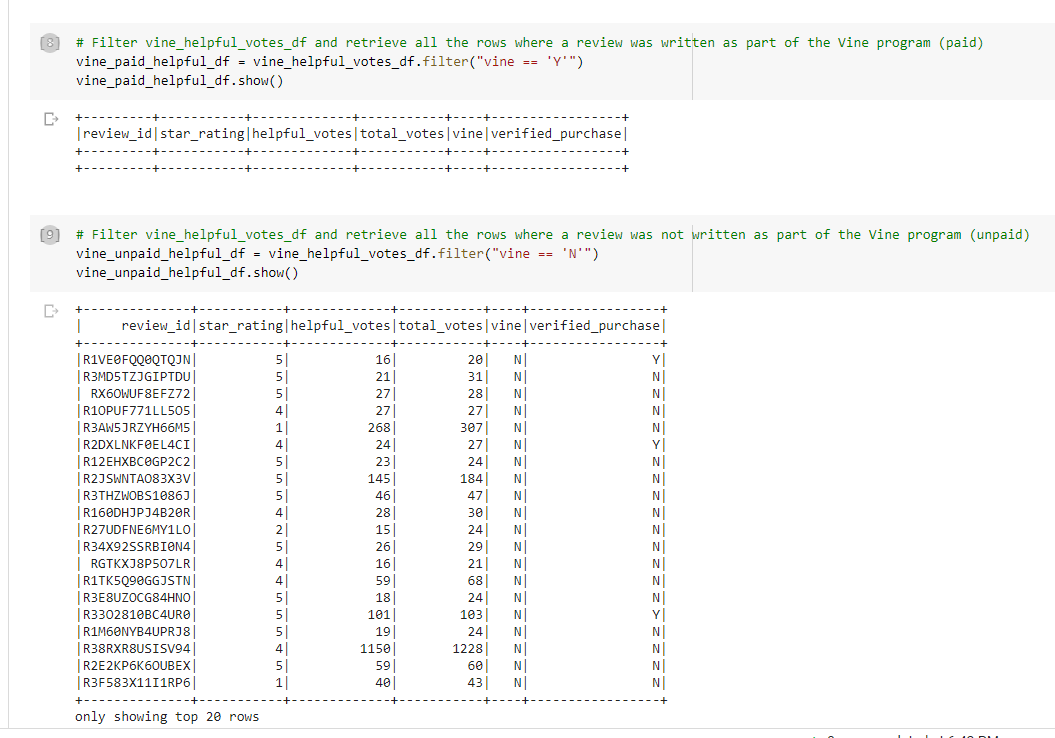 [8]
# Filter vine_helpful_votes_df and retrieve all the rows where a review was written as part of the Vine program (paid)
vine_paid_helpful_df = vine_helpful_votes_df.filter("vine == 'Y'")
vine_paid_helpful_df.show()
+---------+-----------+-------------+-----------+----+-----------------+
|review_id|star_rating|helpful_votes|total_votes|vine|verified_purchase|
+---------+-----------+-------------+-----------+----+-----------------+
+---------+-----------+-------------+-----------+----+-----------------+
[9]
# Filter vine_helpful_votes_df and retrieve all the rows where a review was not written as part of the Vine program (unpaid)
vine_unpaid_helpful_df = vine_helpful_votes_df.filter("vine == 'N'")
vine_unpaid_helpful_df.show()
+--------------+-----------+-------------+-----------+----+-----------------+
|     review_id|star_rating|helpful_votes|total_votes|vine|verified_purchase|
+--------------+-----------+-------------+-----------+----+-----------------+
|R1VE0FQQ0QTQJN|          5|           16|         20|   N|                Y|
|R3MD5TZJGIPTDU|          5|           21|         31|   N|                N|
| RX6OWUF8EFZ72|          5|           27|         28|   N|                N|
|R1OPUF771LL5O5|          4|           27|         27|   N|                N|
|R3AW5JRZYH66M5|          1|          268|        307|   N|                N|
|R2DXLNKF0EL4CI|          4|           24|         27|   N|                Y|
|R12EHXBC0GP2C2|          5|           23|         24|   N|                N|
|R2JSWNTAO83X3V|          5|          145|        184|   N|                N|
|R3THZWOBS1086J|          5|           46|         47|   N|                N|
|R160DHJPJ4B20R|          4|           28|         30|   N|                N|
|R27UDFNE6MY1LO|          2|           15|         24|   N|                N|
|R34X92SSRBI0N4|          5|           26|         29|   N|                N|
| RGTKXJ8P5O7LR|          4|           16|         21|   N|                N|
|R1TK5Q90GGJSTN|          4|           59|         68|   N|                N|
|R3E8UZOCG84HNO|          5|           18|         24|   N|                N|
|R33O2810BC4UR0|          5|          101|        103|   N|                Y|
|R1M60NYB4UPRJ8|          5|           19|         24|   N|                N|
|R38RXR8USISV94|          4|         1150|       1228|   N|                N|
|R2E2KP6K6OUBEX|          5|           59|         60|   N|                N|
|R3F583X11I1RP6|          1|           40|         43|   N|                N|
+--------------+-----------+-------------+-----------+----+-----------------+
only showing top 20 rows